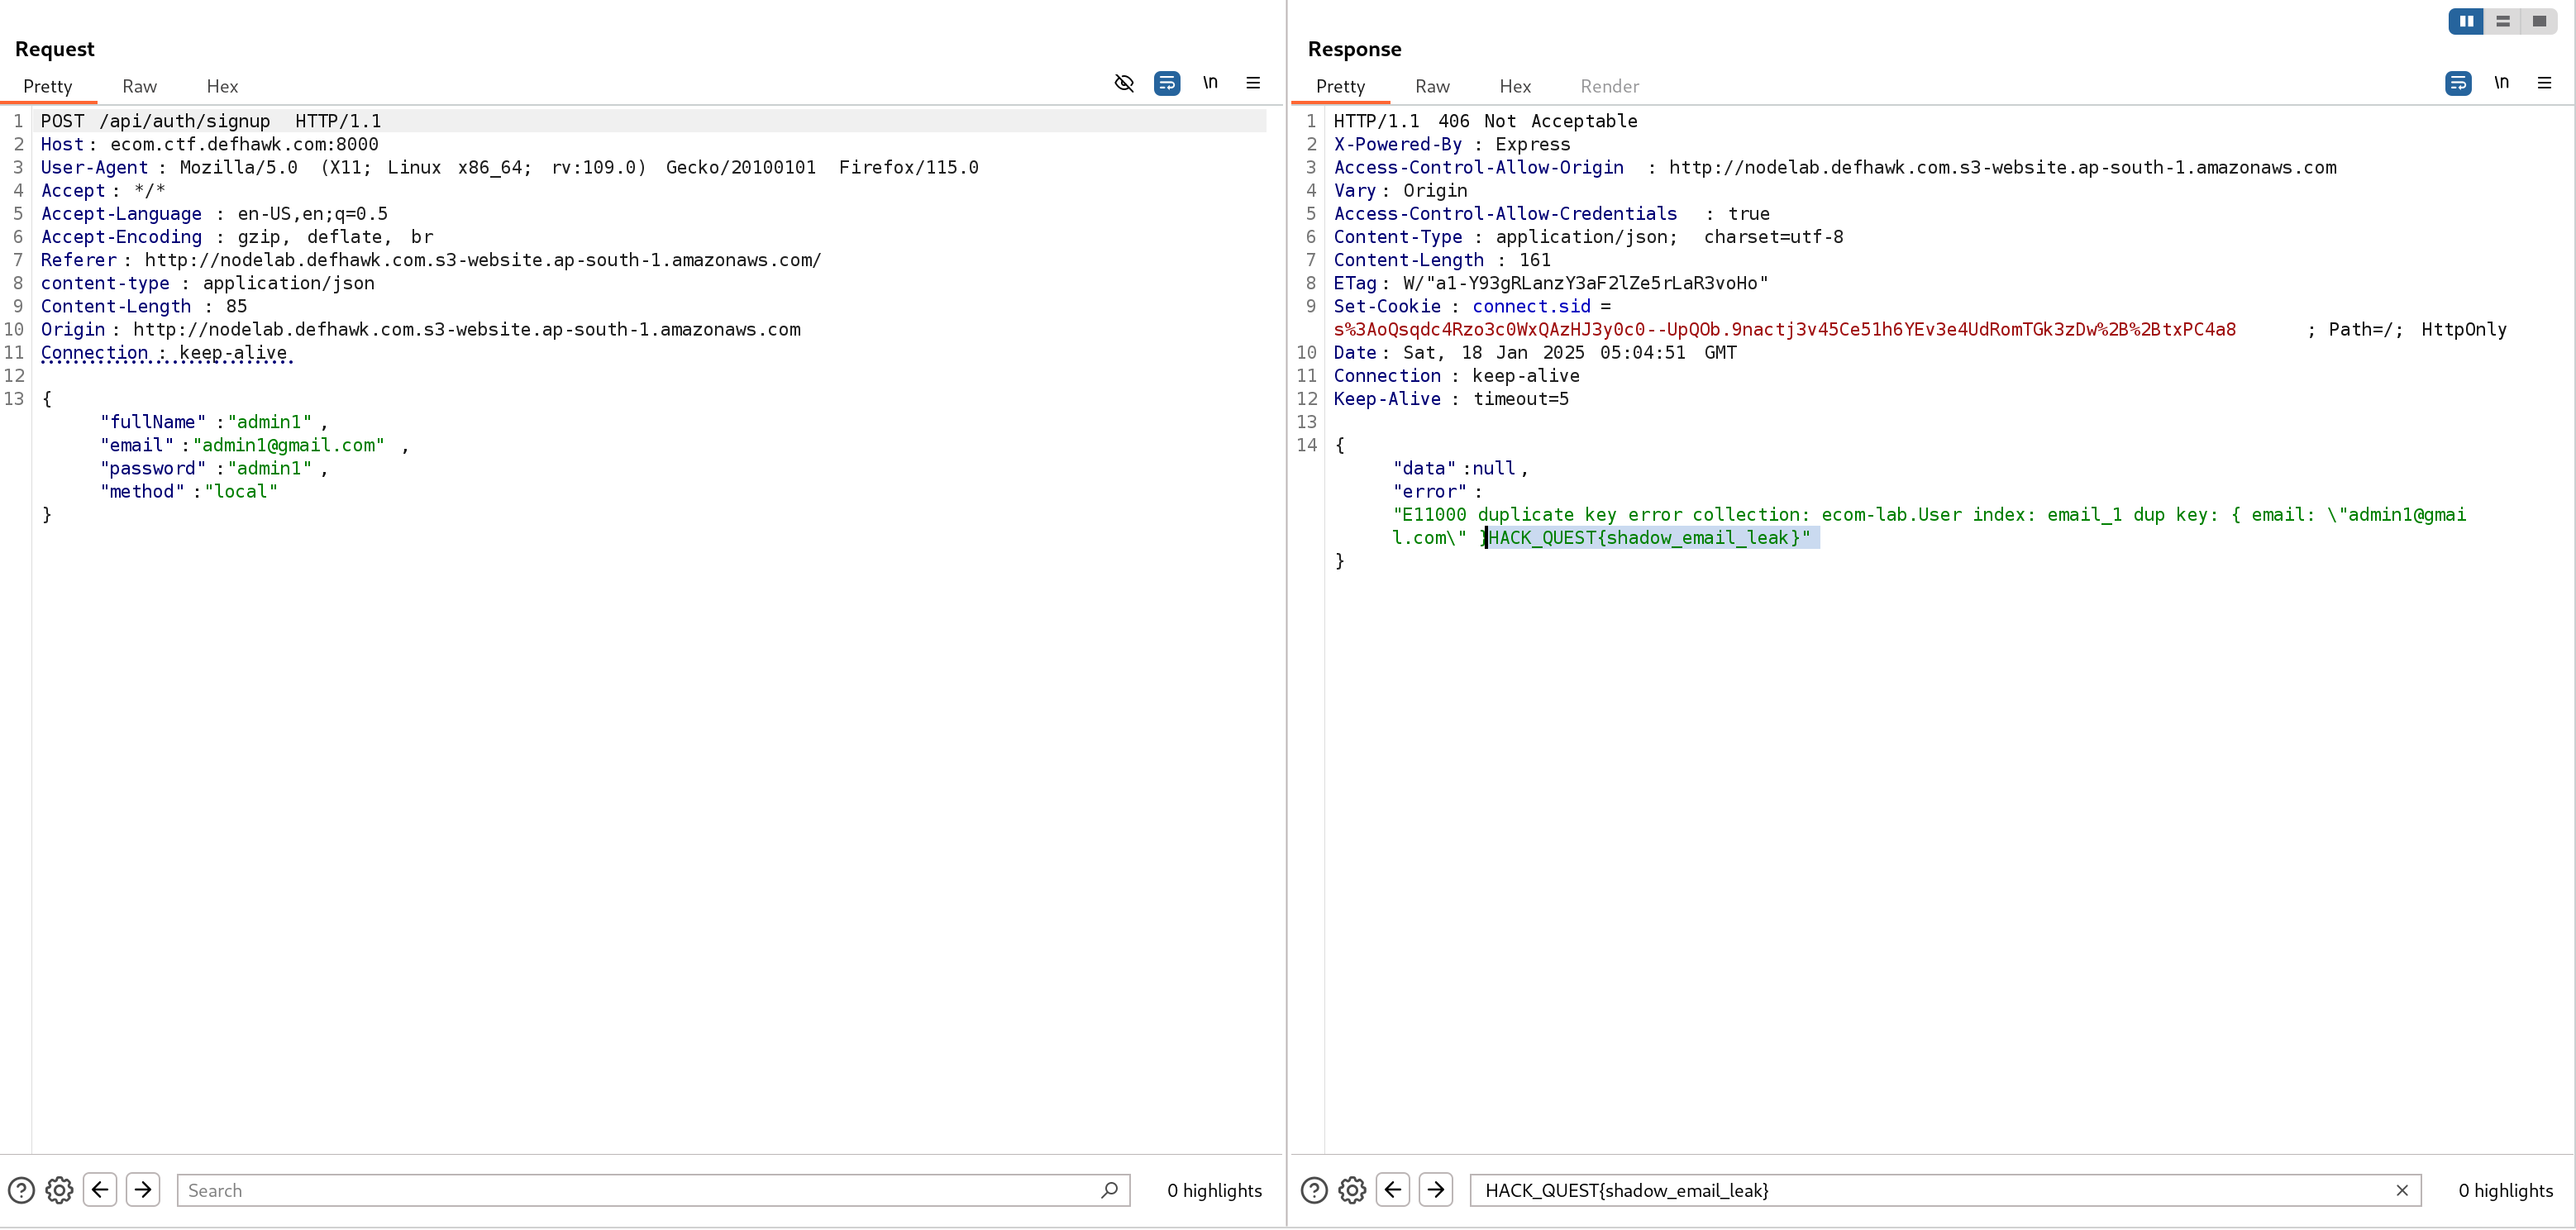 Request
Pretty Raw Hex \n
1 POST /api/auth/signup HTTP/1.1
2 Host: ecom.ctf.defhawk.com:8000
3 User-Agent : Mozilla/5.0 (X11; Linux x86_64; rv:109.0) Gecko/20100101 Firefox/115.0
4 Accept: */*
5 Accept-Language : en-US,en;q=0.5
6 Accept-Encoding : gzip, deflate, br
7 Referer: http://nodelab.defhawk.com.s3-website.ap-south-1.amazonaws.com/
8 content-type : application/json
9 Content-Length : 85
10 Origin: http://nodelab.defhawk.com.s3-website.ap-south-1.amazonaws.com
11 Connection : keep-alive
12
13 {
"fullName" :"admin1" ,
"email" :"admin1@gmail.com" ,
"password" :"admin1" ,
"method" :"local"
}
Search
0 highlights
Response
Pretty Raw Hex Render \n
1 HTTP/1.1 406 Not Acceptable
2 X-Powered-By : Express
3 Access-Control-Allow-Origin : http://nodelab.defhawk.com.s3-website.ap-south-1.amazonaws.com
4 Vary: Origin
5 Access-Control-Allow-Credentials : true
6 Content-Type : application/json; charset=utf-8
7 Content-Length : 161
8 ETag: W/"a1-Y93gRLanzY3aF2lZe5rLaR3voHo"
9 Set-Cookie : connect.sid =
s%3AoQsqdc4Rzo3c0WxQAzHJ3y0c0--UpQOb.9nactj3v45Ce51h6YEv3e4UdRomTGk3zDw%2B%2BtxPC4a8 ; Path=/; HttpOnly
10 Date: Sat, 18 Jan 2025 05:04:51 GMT
11 Connection : keep-alive
12 Keep-Alive : timeout=5
13
14 {
"data" :null,
"error" :
"E11000 duplicate key error collection: ecom-lab.User index: email_1 dup key: { email: \"admin1@gmai
l.com\" }HACK_QUEST{shadow_email_leak}"
}
HACK_QUEST{shadow_email_leak}
0 highlights